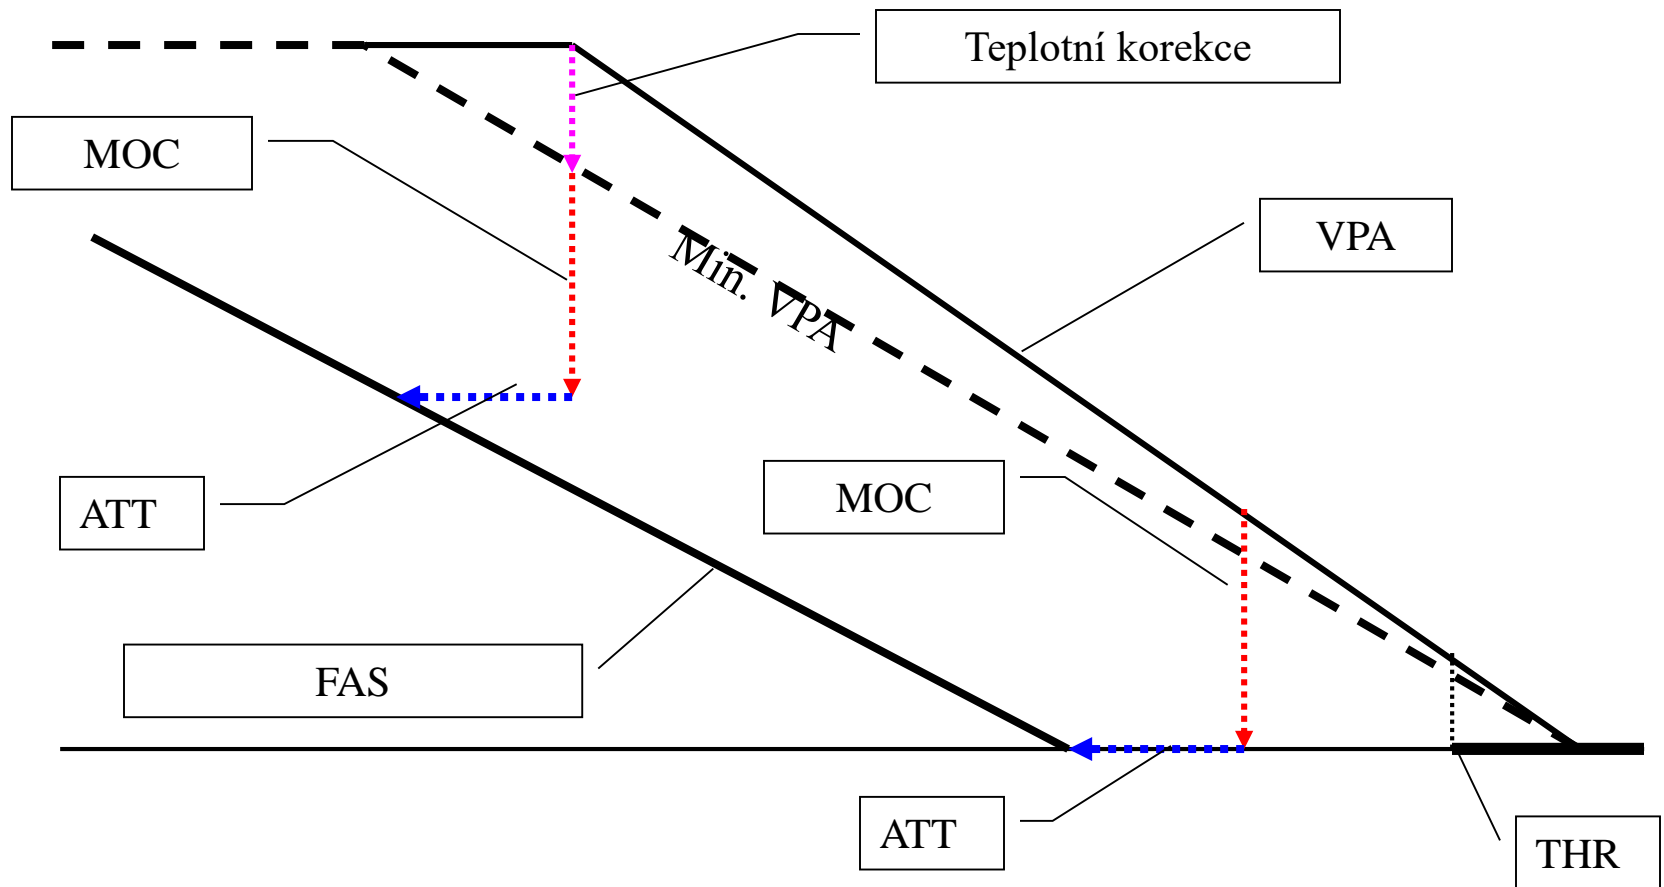 Teplotní korekce
MOC
VPA
Min. VPA
ATT
MOC
FAS
ATT
THR